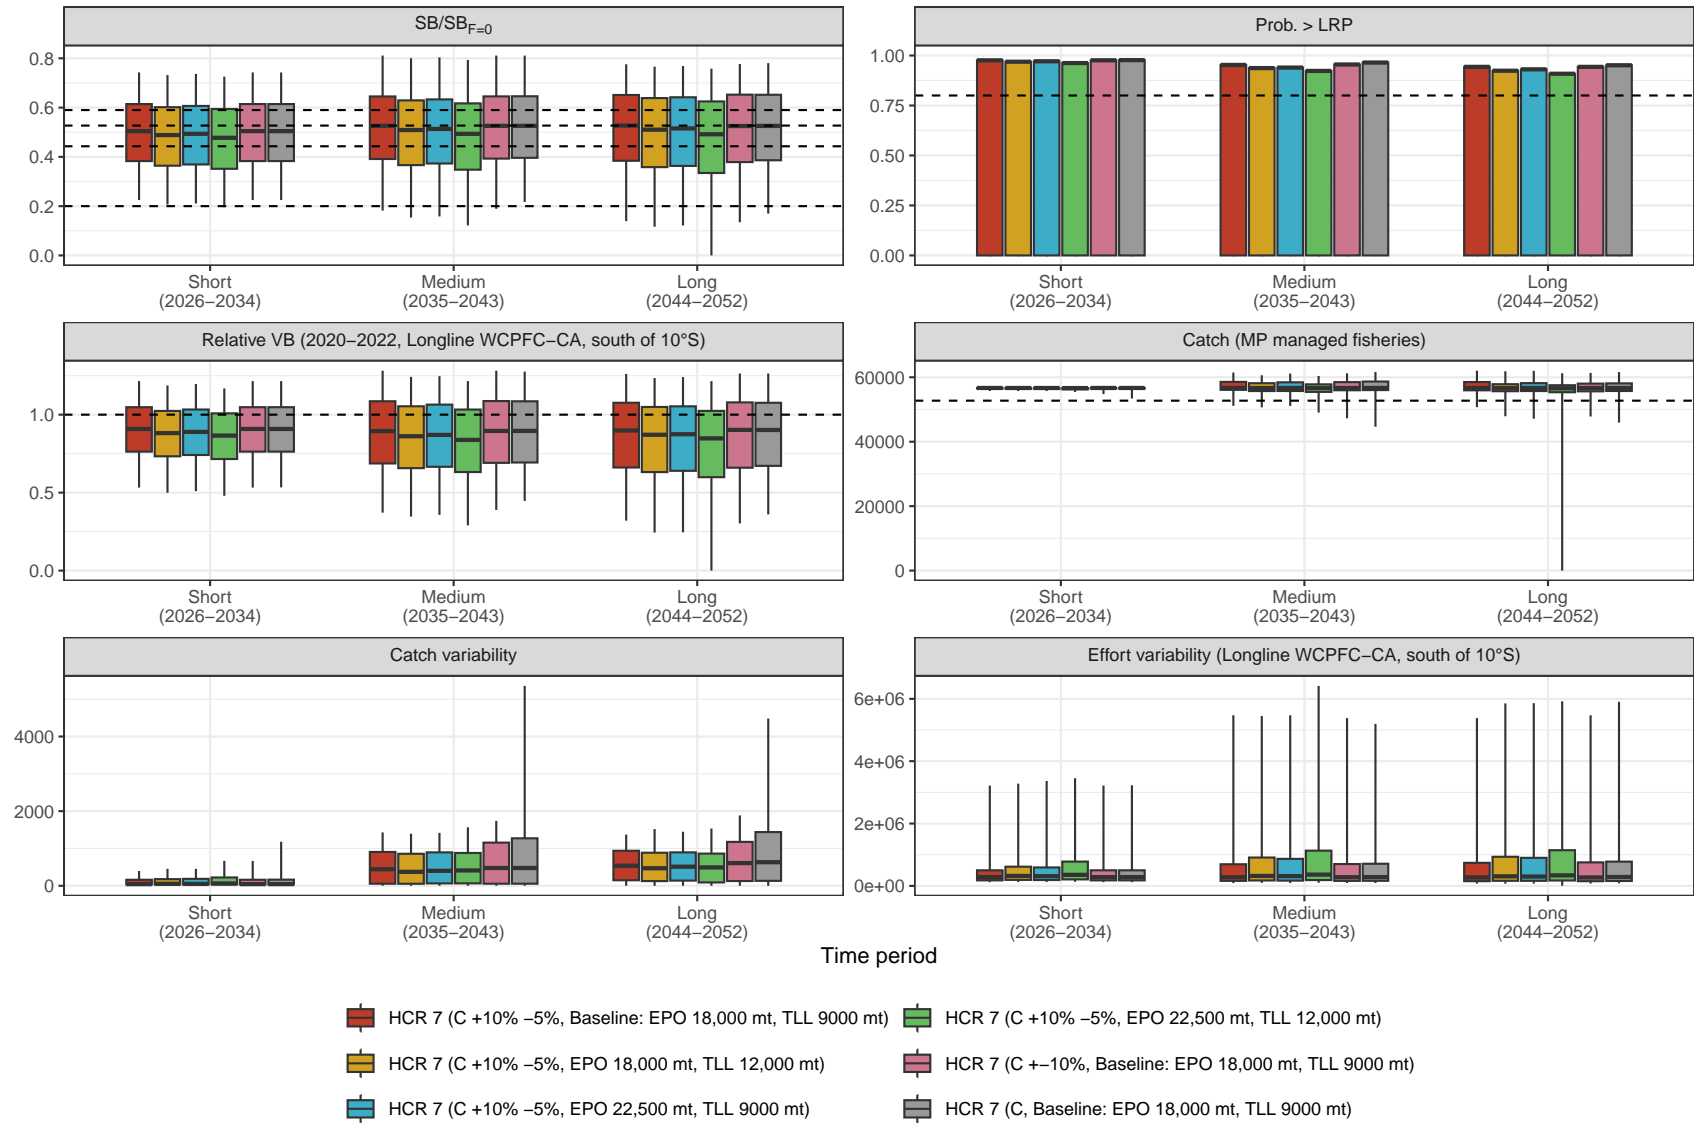 SB/SBF=0
Prob. > LRP
0.8
0.6
0.4
0.2
0.0
1.00
0.75
0.50
0.25
0.00
Short
(2026−2034)
Medium
(2035−2043)
Long
(2044−2052)
Short
(2026−2034)
Medium
(2035−2043)
Long
(2044−2052)
Relative VB (2020−2022, Longline WCPFC−CA, south of 10°S)
Catch (MP managed fisheries)
1.0
0.5
0.0
60000
40000
20000
0
Short
(2026−2034)
Medium
(2035−2043)
Long
(2044−2052)
Short
(2026−2034)
Medium
(2035−2043)
Long
(2044−2052)
Catch variability
Effort variability (Longline WCPFC−CA, south of 10°S)
4000
2000
0
6e+06
4e+06
2e+06
0e+00
Short
(2026−2034)
Medium
(2035−2043)
Long
(2044−2052)
Short
(2026−2034)
Medium
(2035−2043)
Long
(2044−2052)
Time period
HCR 7 (C +10% −5%, Baseline: EPO 18,000 mt, TLL 9000 mt)
HCR 7 (C +10% −5%, EPO 18,000 mt, TLL 12,000 mt)
HCR 7 (C +10% −5%, EPO 22,500 mt, TLL 9000 mt)
HCR 7 (C +10% −5%, EPO 22,500 mt, TLL 12,000 mt)
HCR 7 (C +−10%, Baseline: EPO 18,000 mt, TLL 9000 mt)
HCR 7 (C, Baseline: EPO 18,000 mt, TLL 9000 mt)